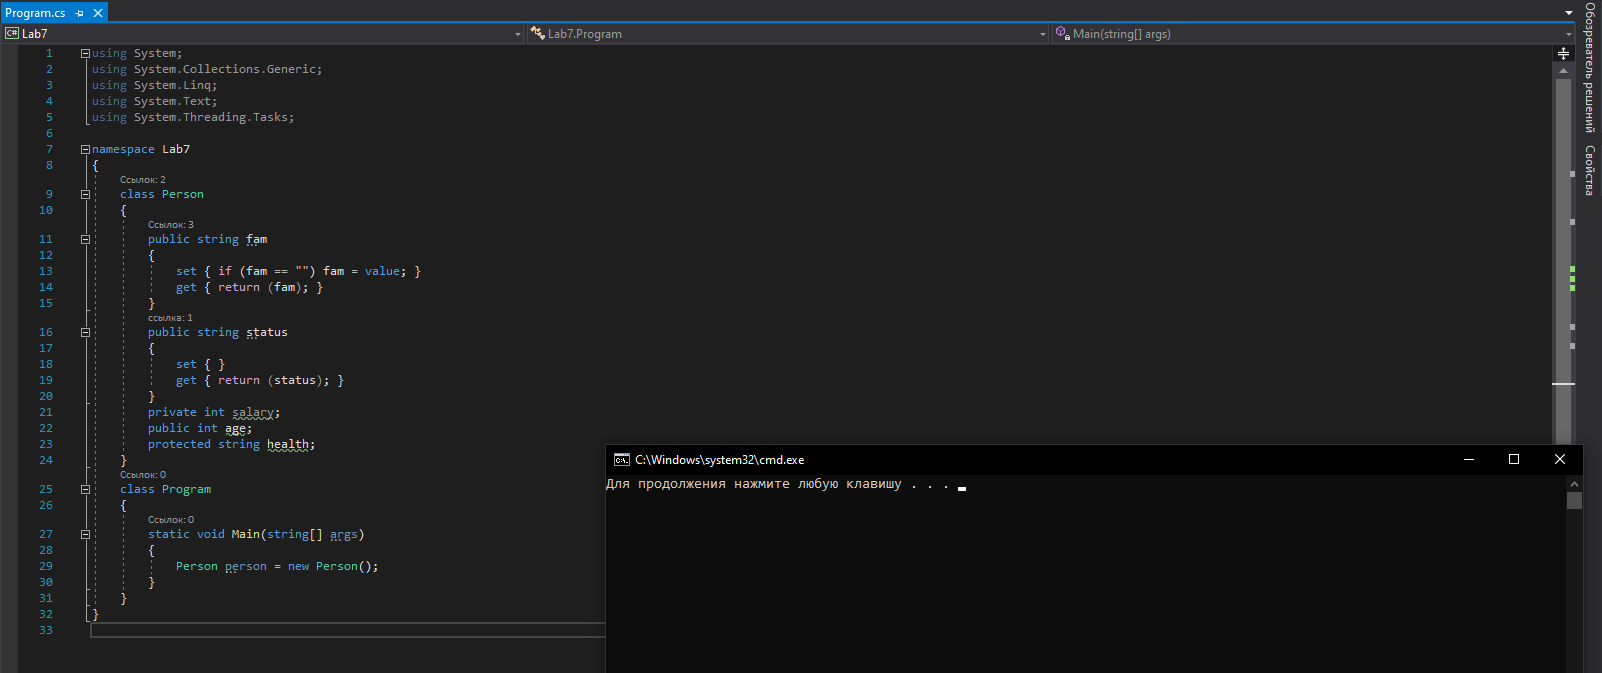 Program.cs
C# Lab7
Lab7.Program
Main(string[] args)
1 using System;
2 using System.Collections.Generic;
3 using System.Linq;
4 using System.Text;
5 using System.Threading.Tasks;
6
7 namespace Lab7
8 {
Ссылок: 2
9 class Person
10 {
Ссылок: 3
11 public string fam
12 {
13 set { if (fam == "") fam = value; }
14 get { return (fam); }
15 }
ссылка: 1
16 public string status
17 {
18 set { }
19 get { return (status); }
20 }
21 private int salary;
22 public int age;
23 protected string health;
24 }
Ссылок: 0
25 class Program
26 {
Ссылок: 0
27 static void Main(string[] args)
28 {
29 Person person = new Person();
30 }
31 }
32 }
33
Обозреватель решений
Свойства
C:\Windows\system32\cmd.exe
Для продолжения нажмите любую клавишу . . .